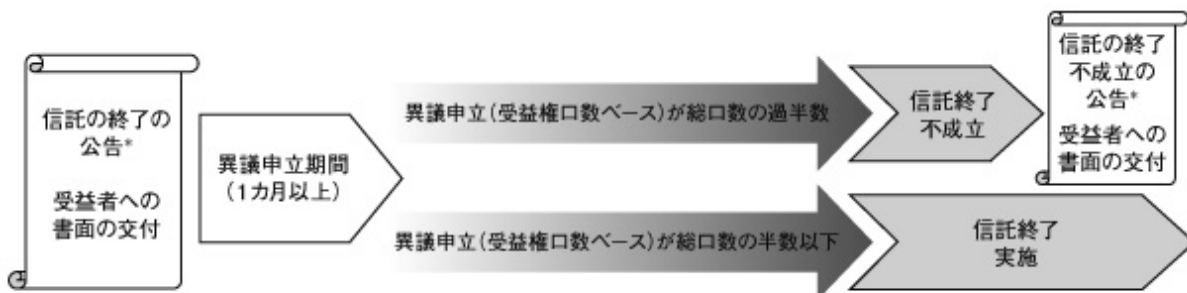 信託の終了の
公告*
受益者への
書面の交付
異議申立期間
(1カ月以上)
異議申立(受益権口数ベース)が総口数の過半数
信託終了
不成立
信託の終了
不成立の
公告*
受益者への
書面の交付
異議申立(受益権口数ベース)が総口数の半数以下
信託終了
実施